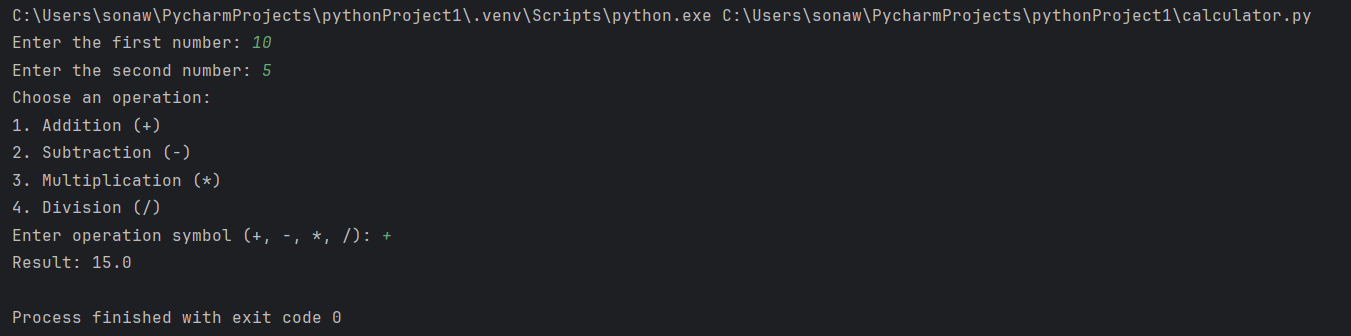 C:\Users\sonaw\PycharmProjects\pythonProject1\.venv\Scripts\python.exe C:\Users\sonaw\PycharmProjects\pythonProject1\calculator.py
Enter the first number: 10
Enter the second number: 5
Choose an operation:
1. Addition (+)
2. Subtraction (-)
3. Multiplication (*)
4. Division (/)
Enter operation symbol (+, -, *, /): +
Result: 15.0
Process finished with exit code 0